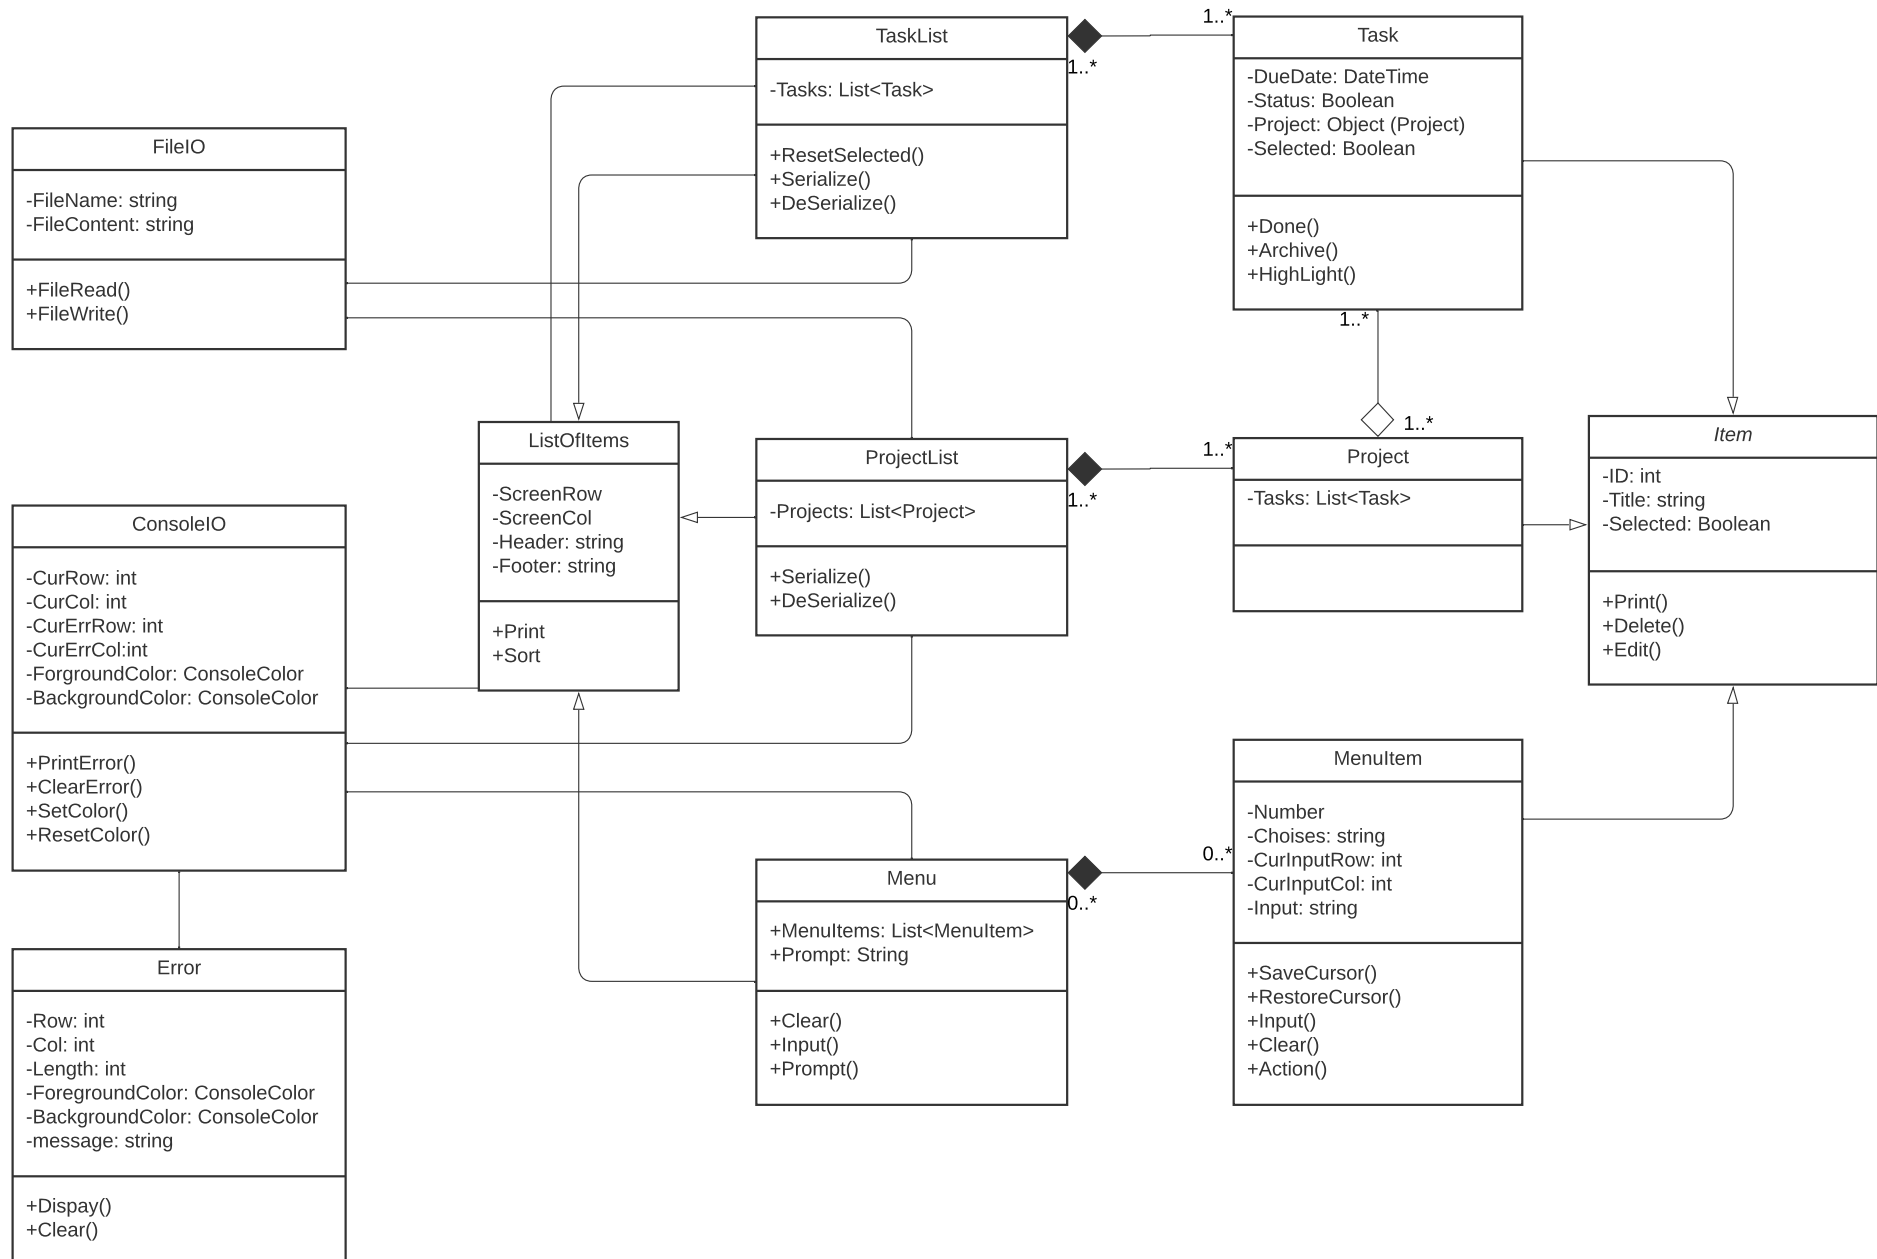 TaskList
-Tasks: List<Task>
+ResetSelected()
+Serialize()
+DeSerialize()
1..*
1..*
Task
-DueDate: DateTime
-Status: Boolean
-Project: Object (Project)
-Selected: Boolean
+Done()
+Archive()
+HighLight()
1..*
1..*
FileIO
-FileName: string
-FileContent: string
+FileRead()
+FileWrite()
ListOfItems
-ScreenRow
-ScreenCol
-Header: string
-Footer: string
+Print
+Sort
ProjectList
-Projects: List<Project>
+Serialize()
+DeSerialize()
1..*
1..*
Project
-Tasks: List<Task>
Item
-ID: int
-Title: string
-Selected: Boolean
+Print()
+Delete()
+Edit()
ConsoleIO
-CurRow: int
-CurCol: int
-CurErrRow: int
-CurErrCol:int
-ForgroundColor: ConsoleColor
-BackgroundColor: ConsoleColor
+PrintError()
+ClearError()
+SetColor()
+ResetColor()
Menu
+MenuItems: List<MenuItem>
+Prompt: String
+Clear()
+Input()
+Prompt()
0..*
0..*
MenuItem
-Number
-Choises: string
-CurInputRow: int
-CurInputCol: int
-Input: string
+SaveCursor()
+RestoreCursor()
+Input()
+Clear()
+Action()
Error
-Row: int
-Col: int
-Length: int
-ForegroundColor: ConsoleColor
-BackgroundColor: ConsoleColor
-message: string
+Dispay()
+Clear()